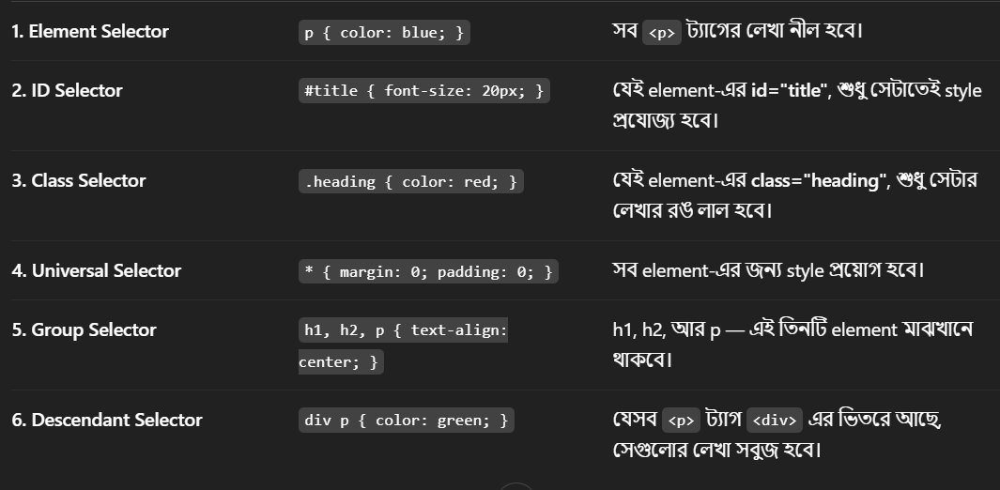 1. Element Selector p { color: blue; } সব <p> ট্যাগের লেখা নীল হবে।
2. ID Selector #title { font-size: 20px; } যেই element-এর id="title", শুধু সেটাতেই style
প্রযোজ্য হবে।
3. Class Selector .heading { color: red; } যেই element-এর class="heading", শুধু সেটার
লেখার রঙ লাল হবে।
4. Universal Selector * { margin: 0; padding: 0; } সব element-এর জন্য style প্রয়োগ হবে।
5. Group Selector h1, h2, p { text-align: h1, h2, আর p — এই তিনটি element মাঝখানে
center; } থাকবে।
6. Descendant Selector div p { color: green; } যেসব <p> ট্যাগ <div> এর ভিতরে আছে,
সেগুলোর লেখা সবুজ হবে।